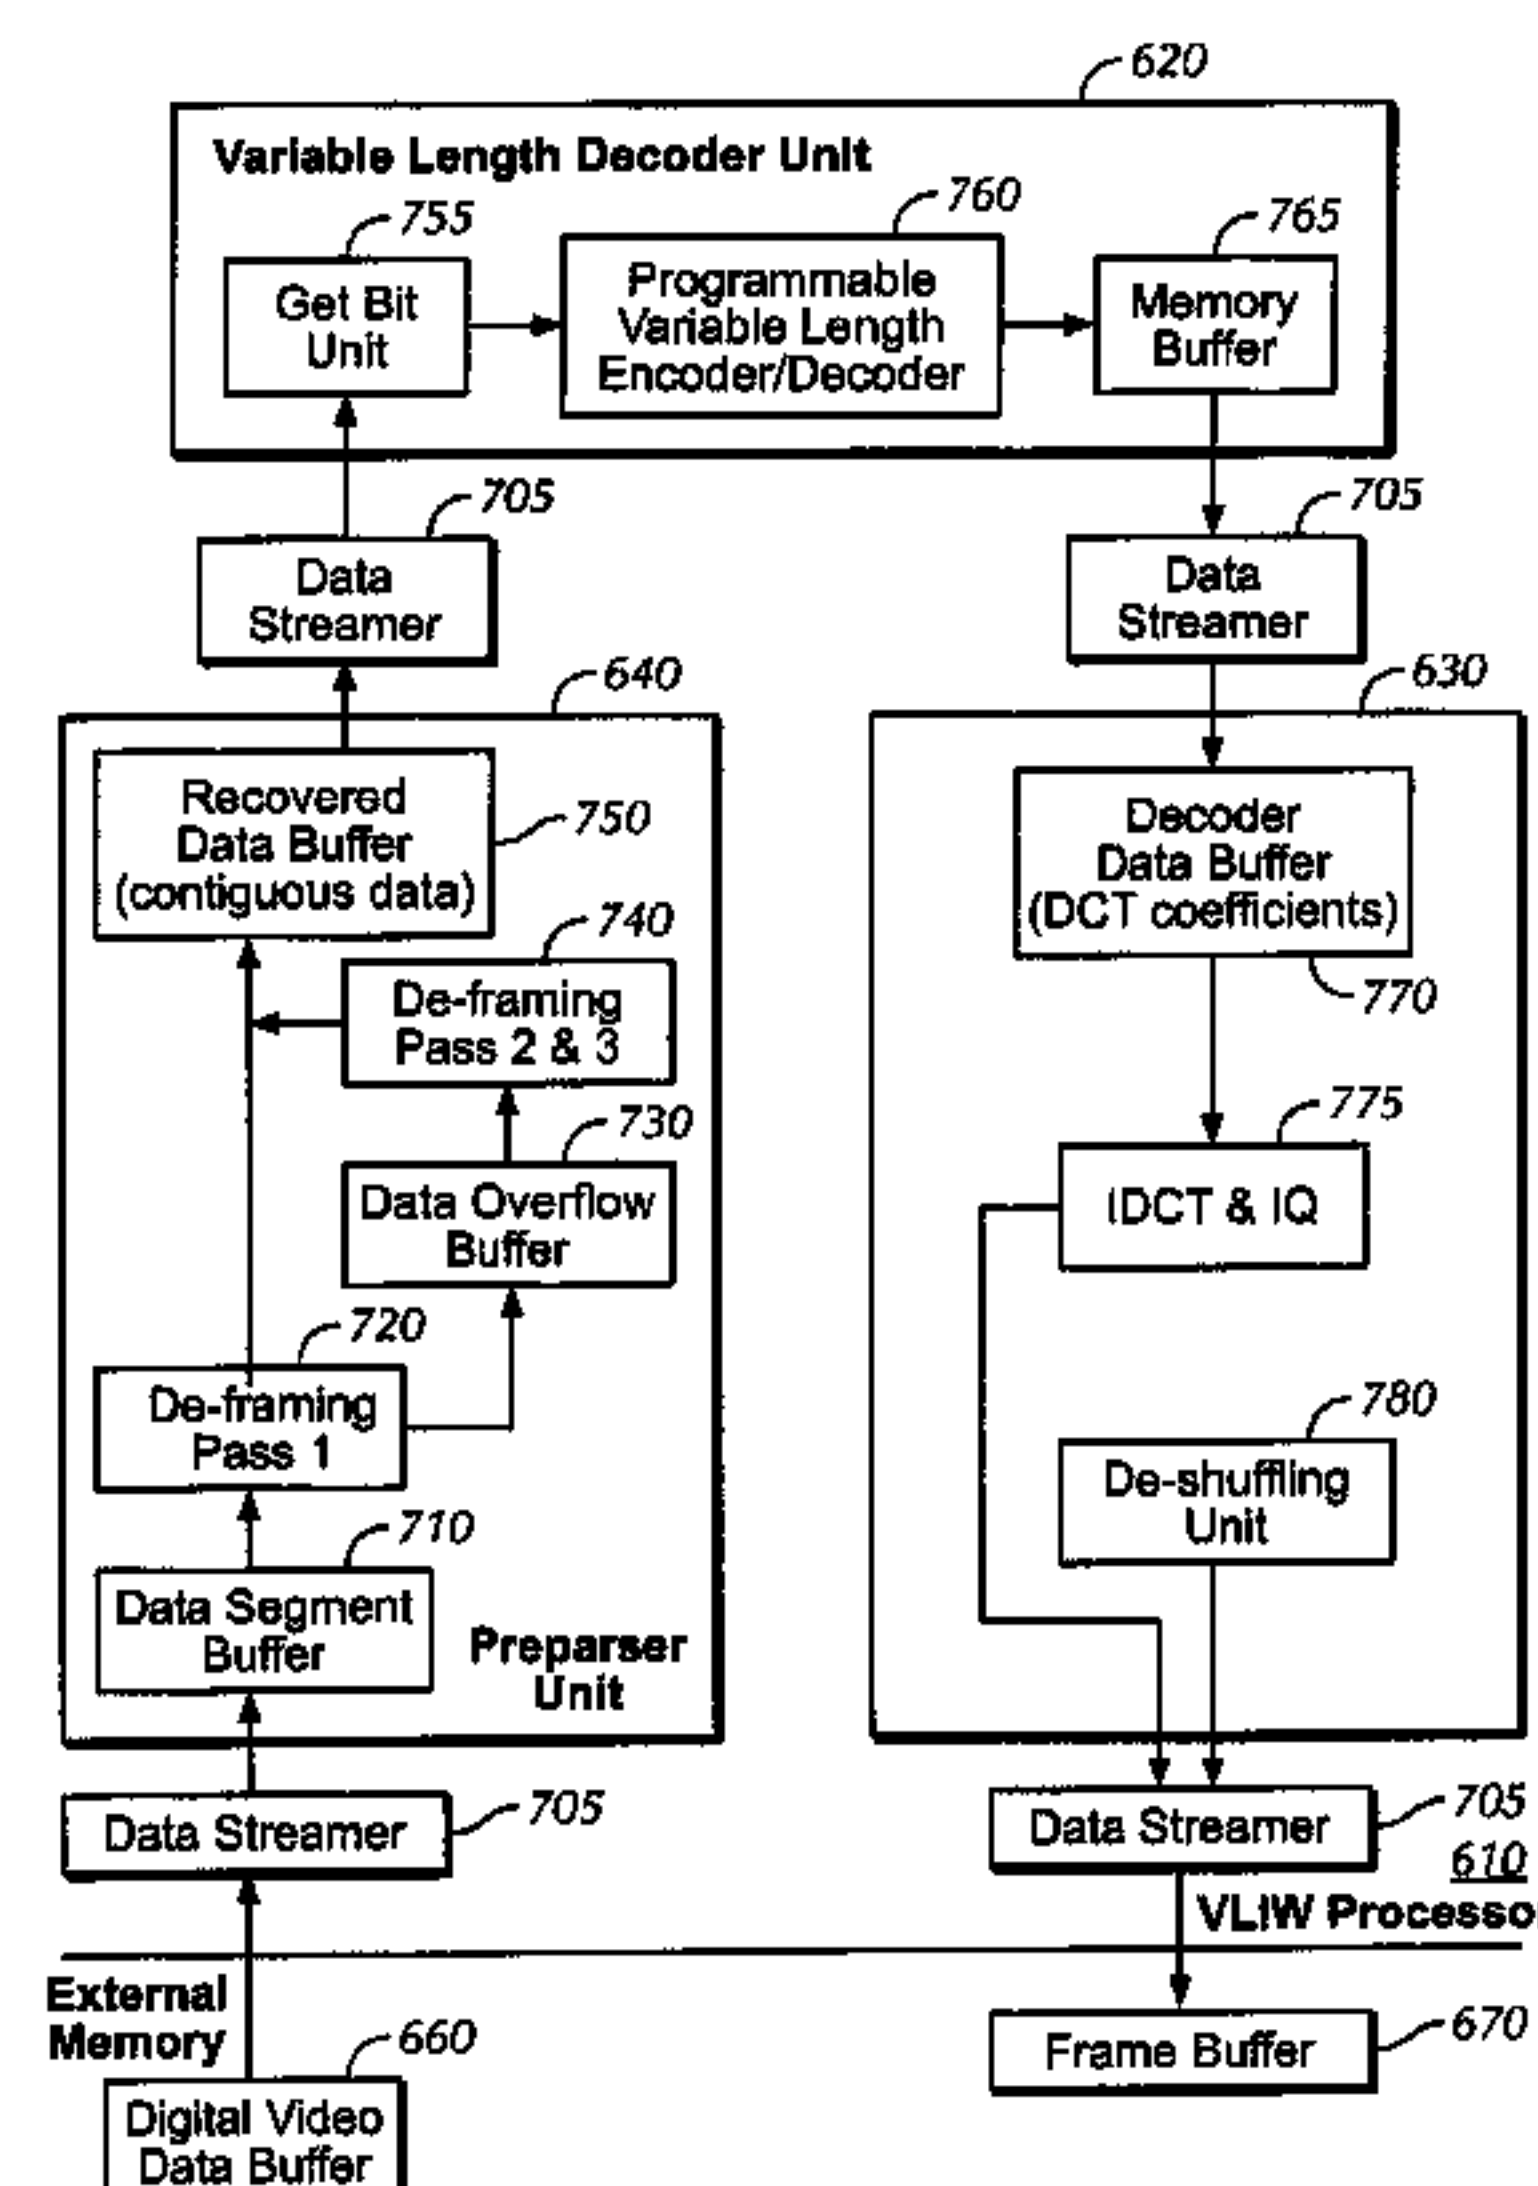 620
Variable Length Decoder Unit
755
760
765
Get Bit
Unit
Programmable
Variable Length
Encoder/Decoder
Memory
Buffer
705
705
Data
Streamer
Data
Streamer
640
630
Recovered
Data Buffer
(contiguous data)
750
Decoder
Data Buffer
(DCT coefficients)
740
770
De-framing
Pass 2 & 3
730
775
Data Overflow
Buffer
IDCT & IQ
720
De-framing
Pass 1
780
De-shuffling
Unit
710
Data Segment
Buffer
Preparser
Unit
Data Streamer
705
Data Streamer
705
610
VLIW Processo
External
Memory
660
Frame Buffer
670
Digital Video
Data Buffer